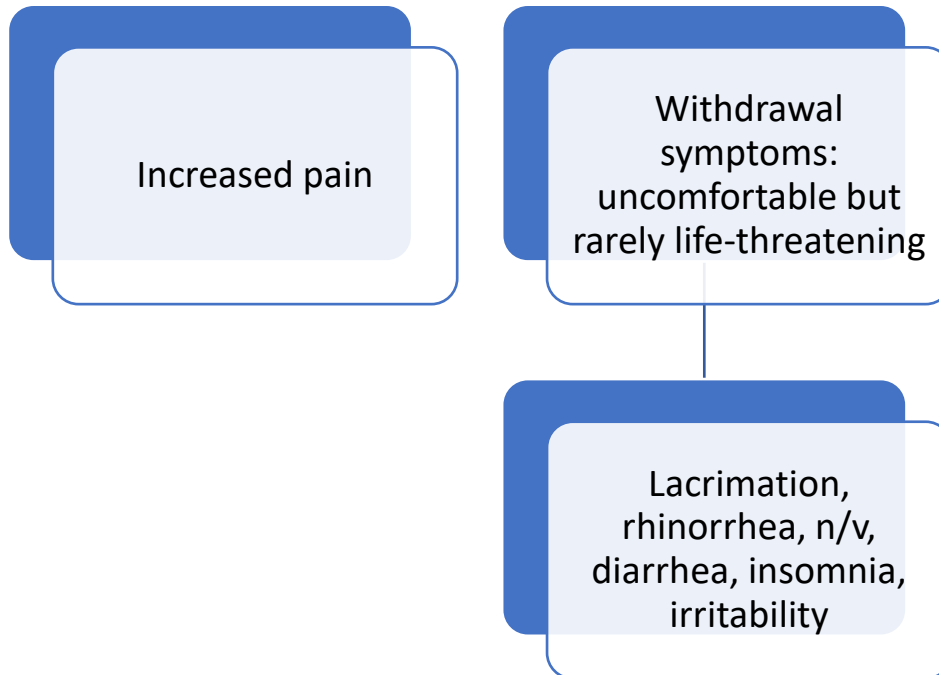 Increased pain
Withdrawal
symptoms:
uncomfortable but
rarely life-threatening
Lacrimation,
rhinorrhea, n/v,
diarrhea, insomnia,
irritability